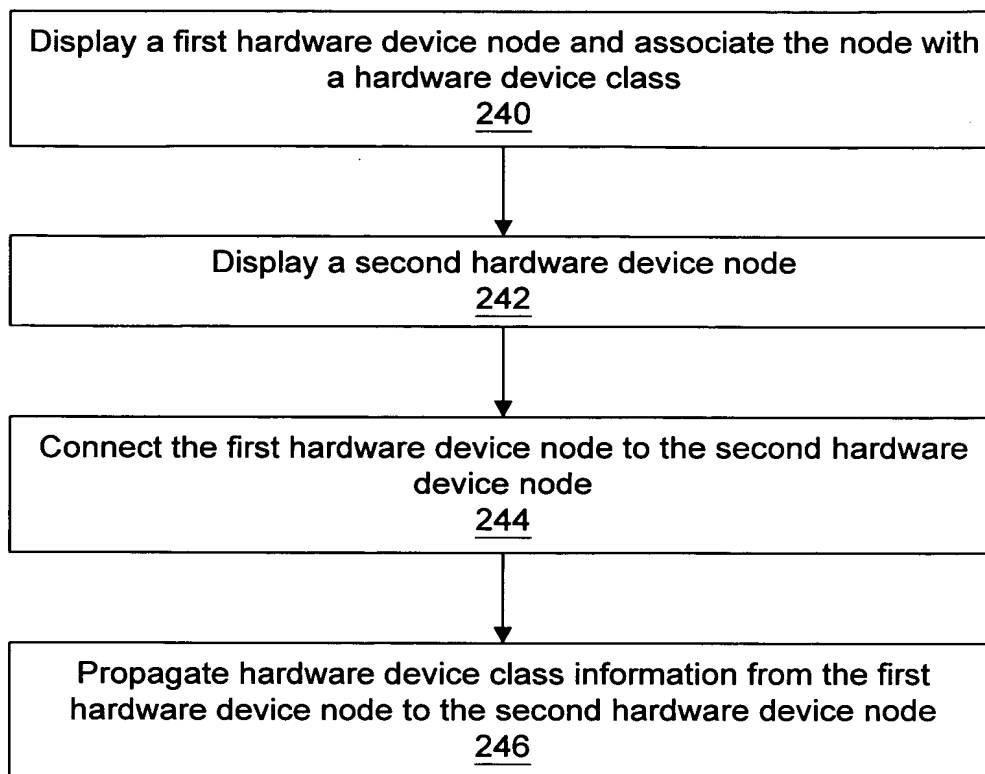 Display a first hardware device node and associate the node with
a hardware device class
240
Display a second hardware device node
242
Connect the first hardware device node to the second hardware
device node
244
Propagate hardware device class information from the first
hardware device node to the second hardware device node
246